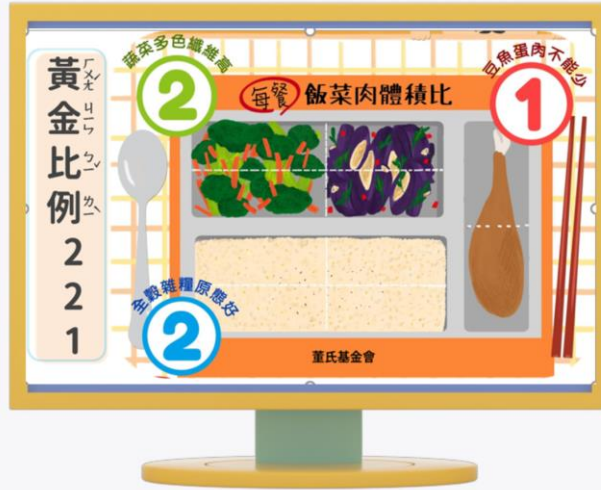 黃金比例221
ㄏㄨㄤˊ ㄐㄧㄣ ㄅㄧˇ ㄌㄧˋ
蔬菜多色纖維高
2
每餐 飯菜肉體積比
豆魚蛋肉不能少
1
全穀雜糧原態好
2
董氏基金會